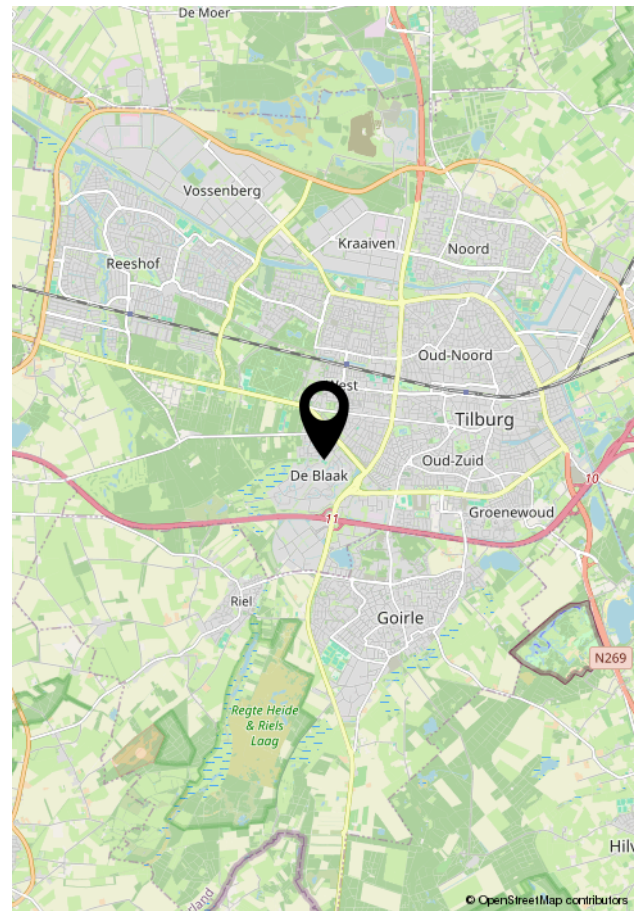 De Moer
Vossenberg
Kraaiven
Noord
Reeshof
Oud-Noord
West
Tilburg
Oud-Zuid
De Blaak
10
Groenewoud
11
Riel
Goirle
N269
Regte Heide
& Riels
Laag
Hilv
erland
© OpenStreetMap contributors